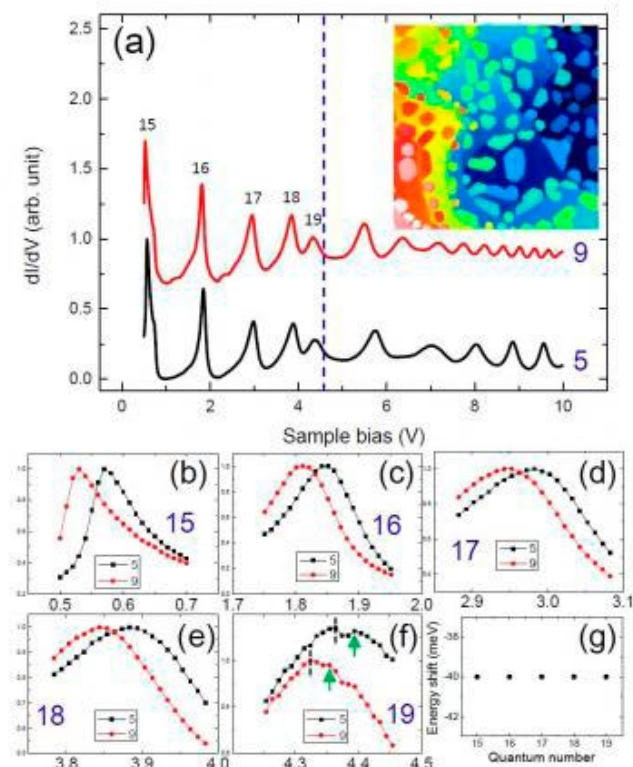 (a)
dI/dV (arb. unit)
2.5
2.0
1.5
1.0
0.5
0.0
15
16
17
18
19
9
5
0 2 4 6 8 10
Sample bias (V)
(b)
15
5
9
0.5 0.6 0.7
(c)
16
5
9
1.7 1.8 1.9 2.0
(d)
17
5
9
2.9 3.0 3.1
(e)
18
5
9
3.8 3.9 4.0
(f)
19
5
9
4.3 4.4 4.5
(g)
Energy shift (meV)
-38
-40
-42
15 16 17 18 19
Quantum number